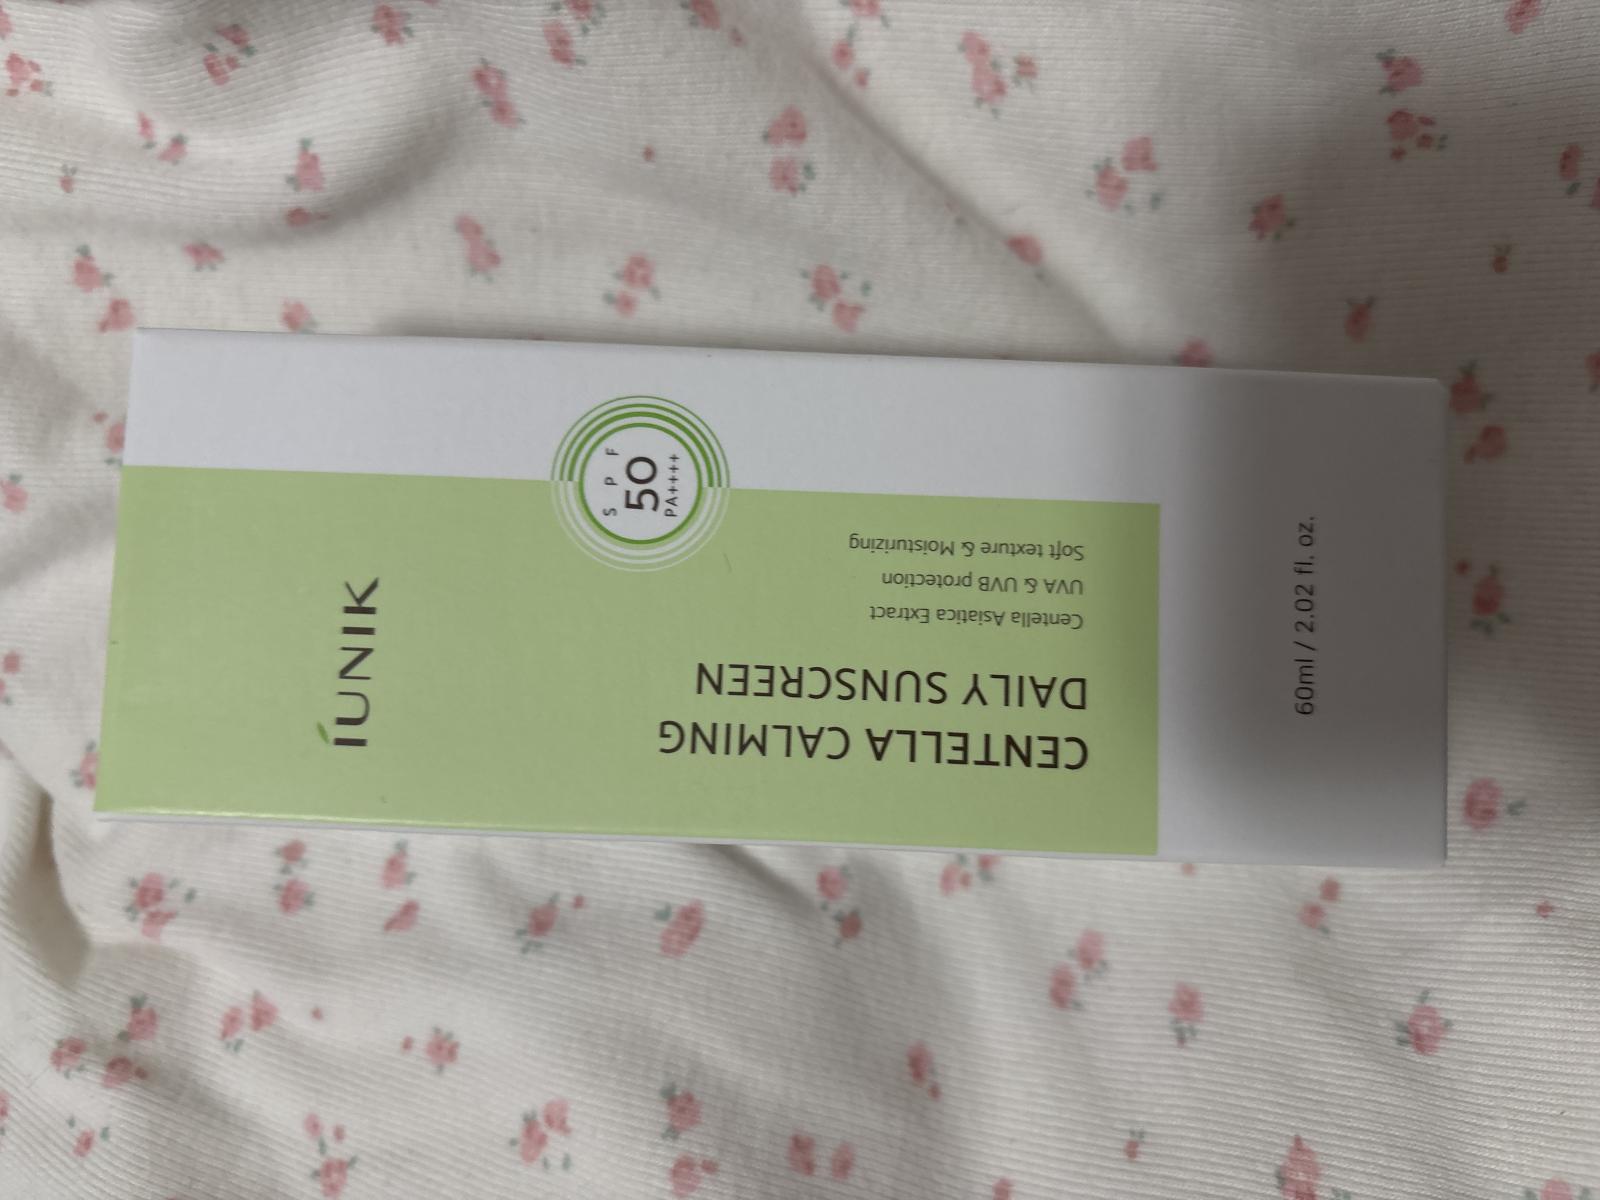 IUNIK
S P F
50
PA++++
CENTELLA CALMING
DAILY SUNSCREEN
Centella Asiatica Extract
UVA & UVB protection
Soft texture & Moisturizing
60ml / 2.02 fl. oz.